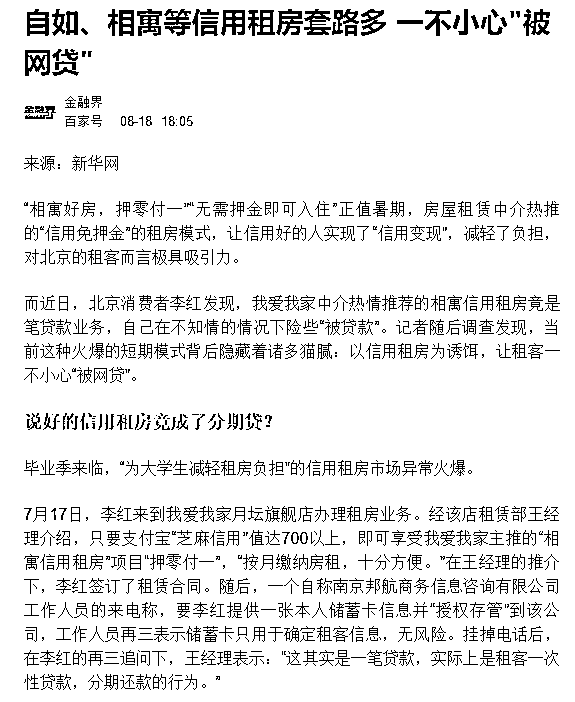 自如、相寓等信用租房套路多 一不小心"被
网贷"
金融界
金融界
百家号 08-18 18:05
来源：新华网
“相寓好房，押零付一”“无需押金即可入住”正值暑期，房屋租赁中介热推
的“信用免押金”的租房模式，让信用好的人实现了“信用变现”，减轻了负担，
对北京的租客而言极具吸引力。
而近日，北京消费者李红发现，我爱我家中介热情推荐的相寓信用租房竟是
笔贷款业务，自己在不知情的情况下险些“被贷款”。记者随后调查发现，当
前这种火爆的短期模式背后隐藏着诸多猫腻：以信用租房为诱饵，让租客一
不小心“被网贷”。
说好的信用租房竟成了分期贷？
毕业季来临，“为大学生减轻租房负担”的信用租房市场异常火爆。
7月17日，李红来到我爱我家月坛旗舰店办理租房业务。经该店租赁部王经
理介绍，只要支付宝“芝麻信用”值达700以上，即可享受我爱我家主推的“相
寓信用租房”项目“押零付一”，“按月缴纳房租，十分方便。”在王经理的推介
下，李红签订了租赁合同。随后，一个自称南京邦航商务信息咨询有限公司
工作人员的来电称，要李红提供一张本人储蓄卡信息并“授权存管”到该公
司，工作人员再三表示储蓄卡只用于确定租客信息，无风险。挂掉电话后，
在李红的再三追问下，王经理表示：“这其实是一笔贷款，实际上是租客一次
性贷款，分期还款的行为。”